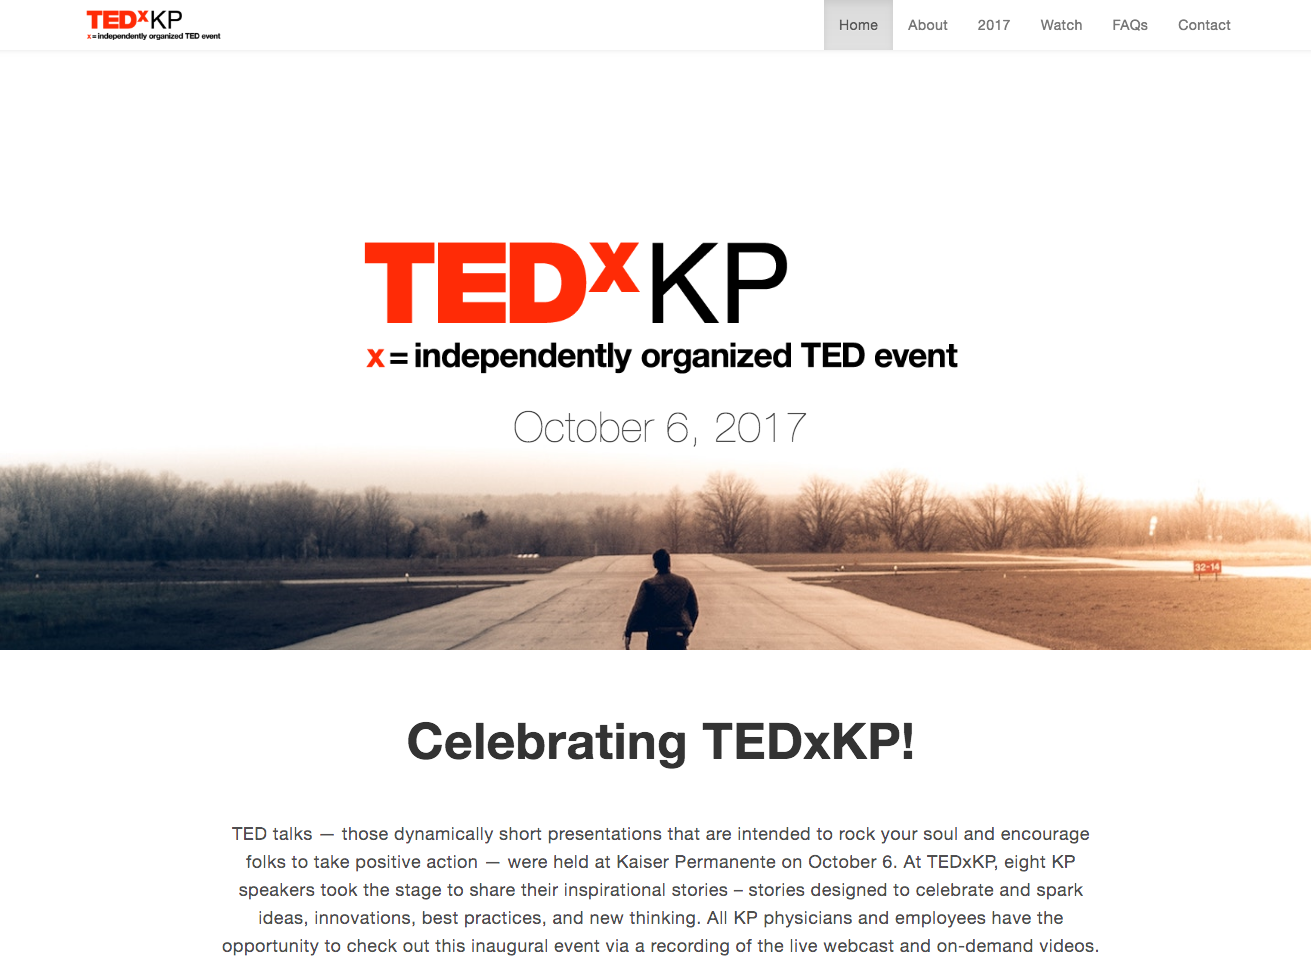 TEDxKP
x = independently organized TED event
Home About 2017 Watch FAQs Contact
TEDxKP
x = independently organized TED event
October 6, 2017
32-14
Celebrating TEDxKP!
TED talks — those dynamically short presentations that are intended to rock your soul and encourage
folks to take positive action — were held at Kaiser Permanente on October 6. At TEDxKP, eight KP
speakers took the stage to share their inspirational stories – stories designed to celebrate and spark
ideas, innovations, best practices, and new thinking. All KP physicians and employees have the
opportunity to check out this inaugural event via a recording of the live webcast and on-demand videos.